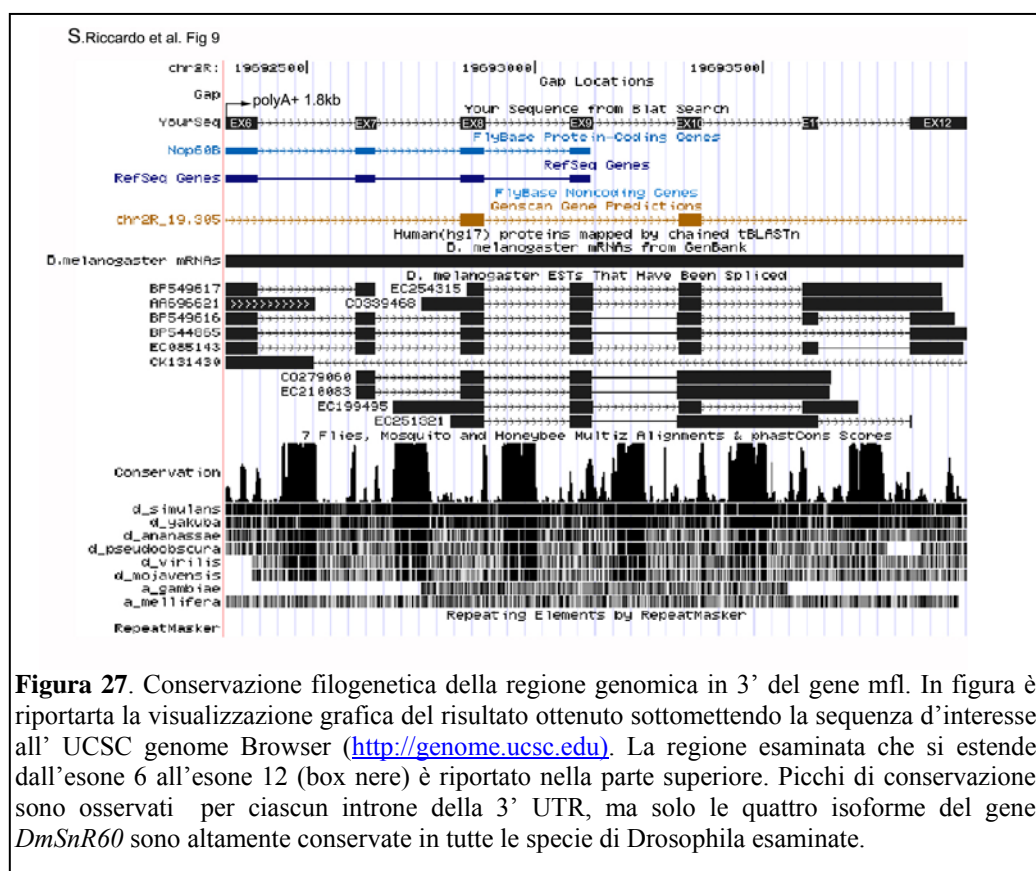 S.Riccardo et al. Fig 9
chr2R: 19692500| 19693000| 19693500|
Gap Locations
Gap
polyA+ 1.8kb
Your Sequence from Blat Search
YourSeq EX6 EX7 EX8 EX9 EX10 E11 EX12
FlyBase Protein-Coding Genes
Nop60B
RefSeq Genes
RefSeq Genes
FlyBase Noncoding Genes
Genscan Gene Predictions
chr2R_19.305
Human(hg17) proteins mapped by chained tBLASTn
D. melanogaster mRNAs from GenBank
D.melanogaster mRNAs
D. melanogaster ESTs That Have Been Spliced
BP549617 EC254315
AA696621 CO339468
BP549616
BP544865
EC085143
CK131430
CO279060
EC210083
EC199495
EC251321
7 Flies, Mosquito and Honeybee Multiz Alignments & phastCons Scores
Conservation
d_simulans
d_yakuba
d_ananassae
d_pseudoobscura
d_virilis
d_mojavensis
a_gambiae
a_mellifera
Repeating Elements by RepeatMasker
RepeatMasker
Figura 27. Conservazione filogenetica della regione genomica in 3’ del gene mfl. In figura è
riportarta la visualizzazione grafica del risultato ottenuto sottomettendo la sequenza d’interesse
all’ UCSC genome Browser (http://genome.ucsc.edu). La regione esaminata che si estende
dall’esone 6 all’esone 12 (box nere) è riportato nella parte superiore. Picchi di conservazione
sono osservati per ciascun introne della 3’ UTR, ma solo le quattro isoforme del gene
DmSnR60 sono altamente conservate in tutte le specie di Drosophila esaminate.